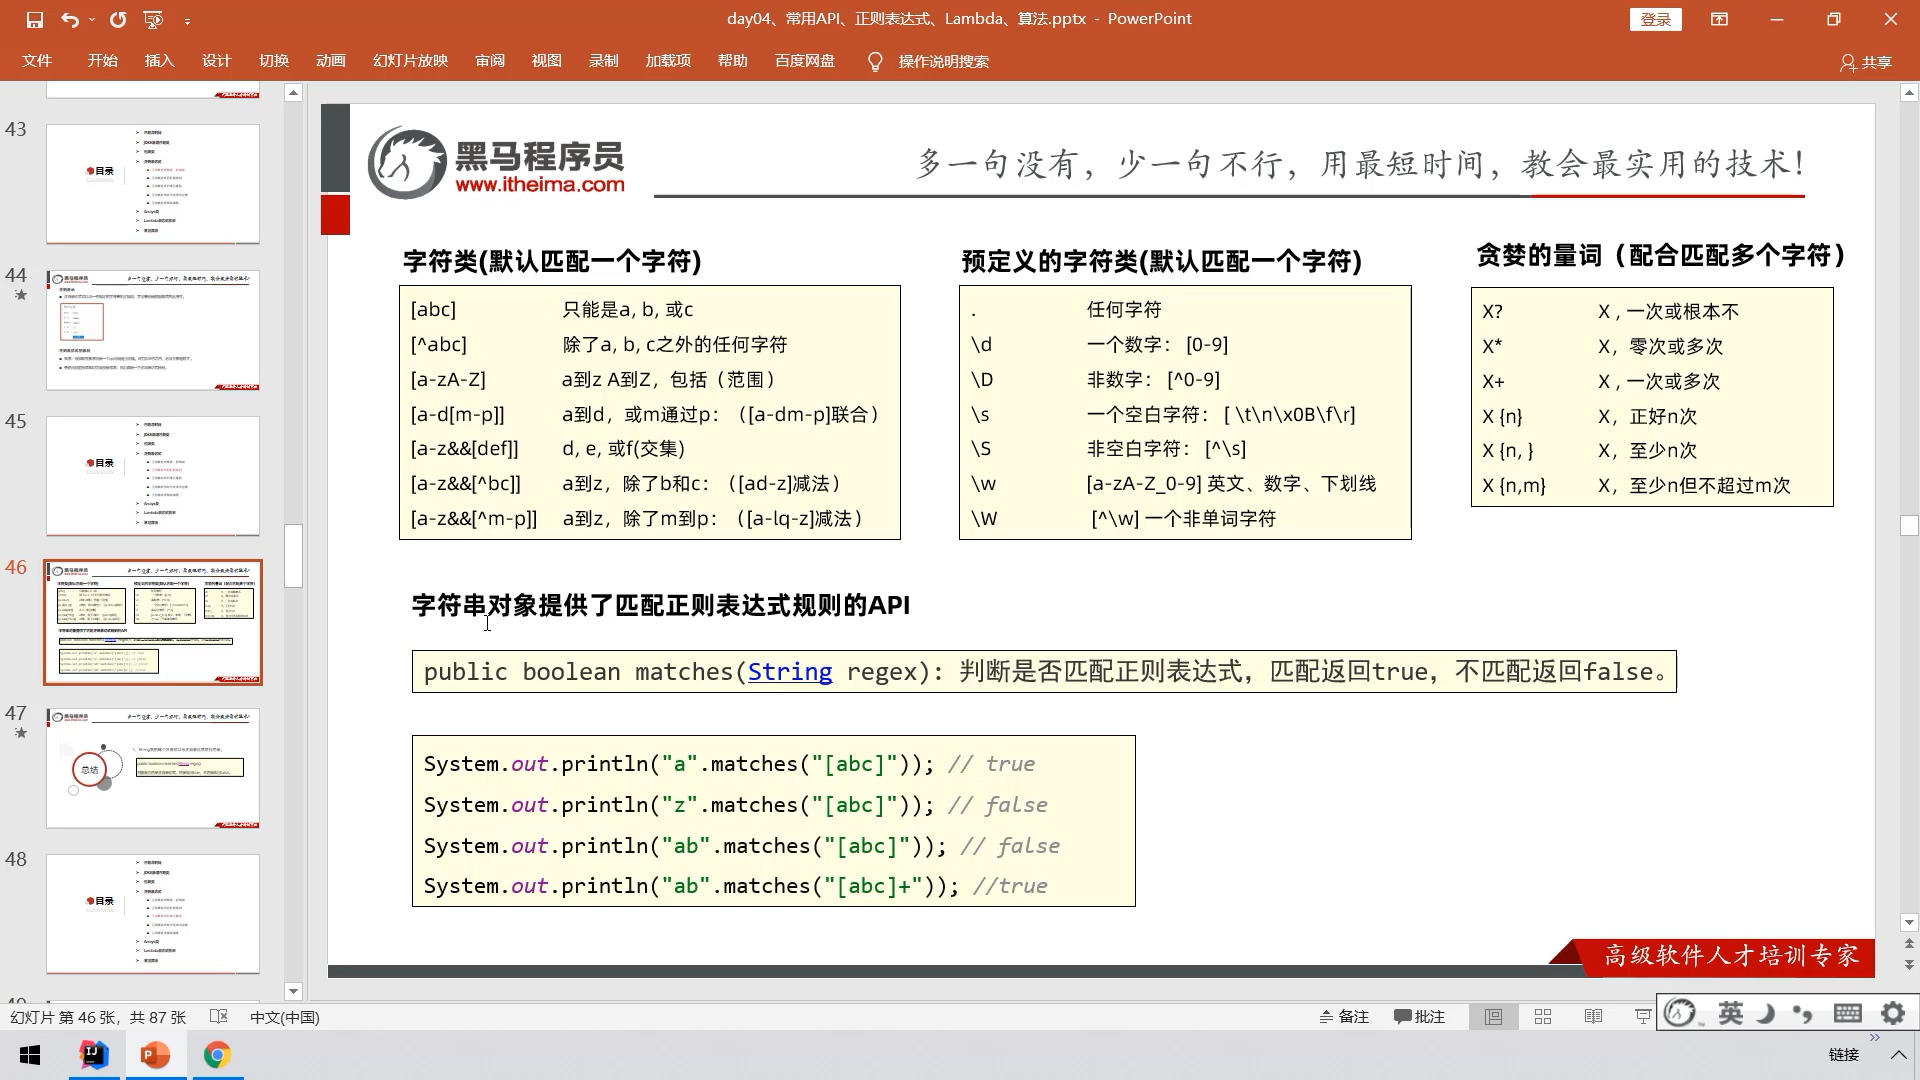 day04、常用API、正则表达式、Lambda、算法.pptx - PowerPoint
登录
文件 开始 插入 设计 切换 动画 幻灯片放映 审阅 视图 录制 加载项 帮助 百度网盘 操作说明搜索
共享
43
目录
44
45
目录
46
47
总结
48
目录
黑马程序员
www.itheima.com
多一句没有，少一句不行，用最短时间，教会最实用的技术！
字符类(默认匹配一个字符)
[abc] 只能是a, b, 或c
[^abc] 除了a, b, c之外的任何字符
[a-zA-Z] a到z A到Z，包括（范围）
[a-d[m-p]] a到d，或m通过p：（[a-dm-p]联合）
[a-z&&[def]] d, e, 或f(交集)
[a-z&&[^bc]] a到z，除了b和c：（[ad-z]减法）
[a-z&&[^m-p]] a到z，除了m到p：（[a-lq-z]减法）
预定义的字符类(默认匹配一个字符)
. 任何字符
\d 一个数字： [0-9]
\D 非数字： [^0-9]
\s 一个空白字符： [ \t\n\x0B\f\r]
\S 非空白字符： [^\s]
\w [a-zA-Z_0-9] 英文、数字、下划线
\W [^\w] 一个非单词字符
贪婪的量词（配合匹配多个字符）
X? X , 一次或根本不
X* X，零次或多次
X+ X , 一次或多次
X {n} X，正好n次
X {n, } X，至少n次
X {n,m} X，至少n但不超过m次
字符串对象提供了匹配正则表达式规则的API
public boolean matches(String regex): 判断是否匹配正则表达式，匹配返回true，不匹配返回false。
System.out.println("a".matches("[abc]")); // true
System.out.println("z".matches("[abc]")); // false
System.out.println("ab".matches("[abc]")); // false
System.out.println("ab".matches("[abc]+")); //true
高级软件人才培训专家
幻灯片 第 46 张，共 87 张 中文(中国) 备注 批注
英
链接